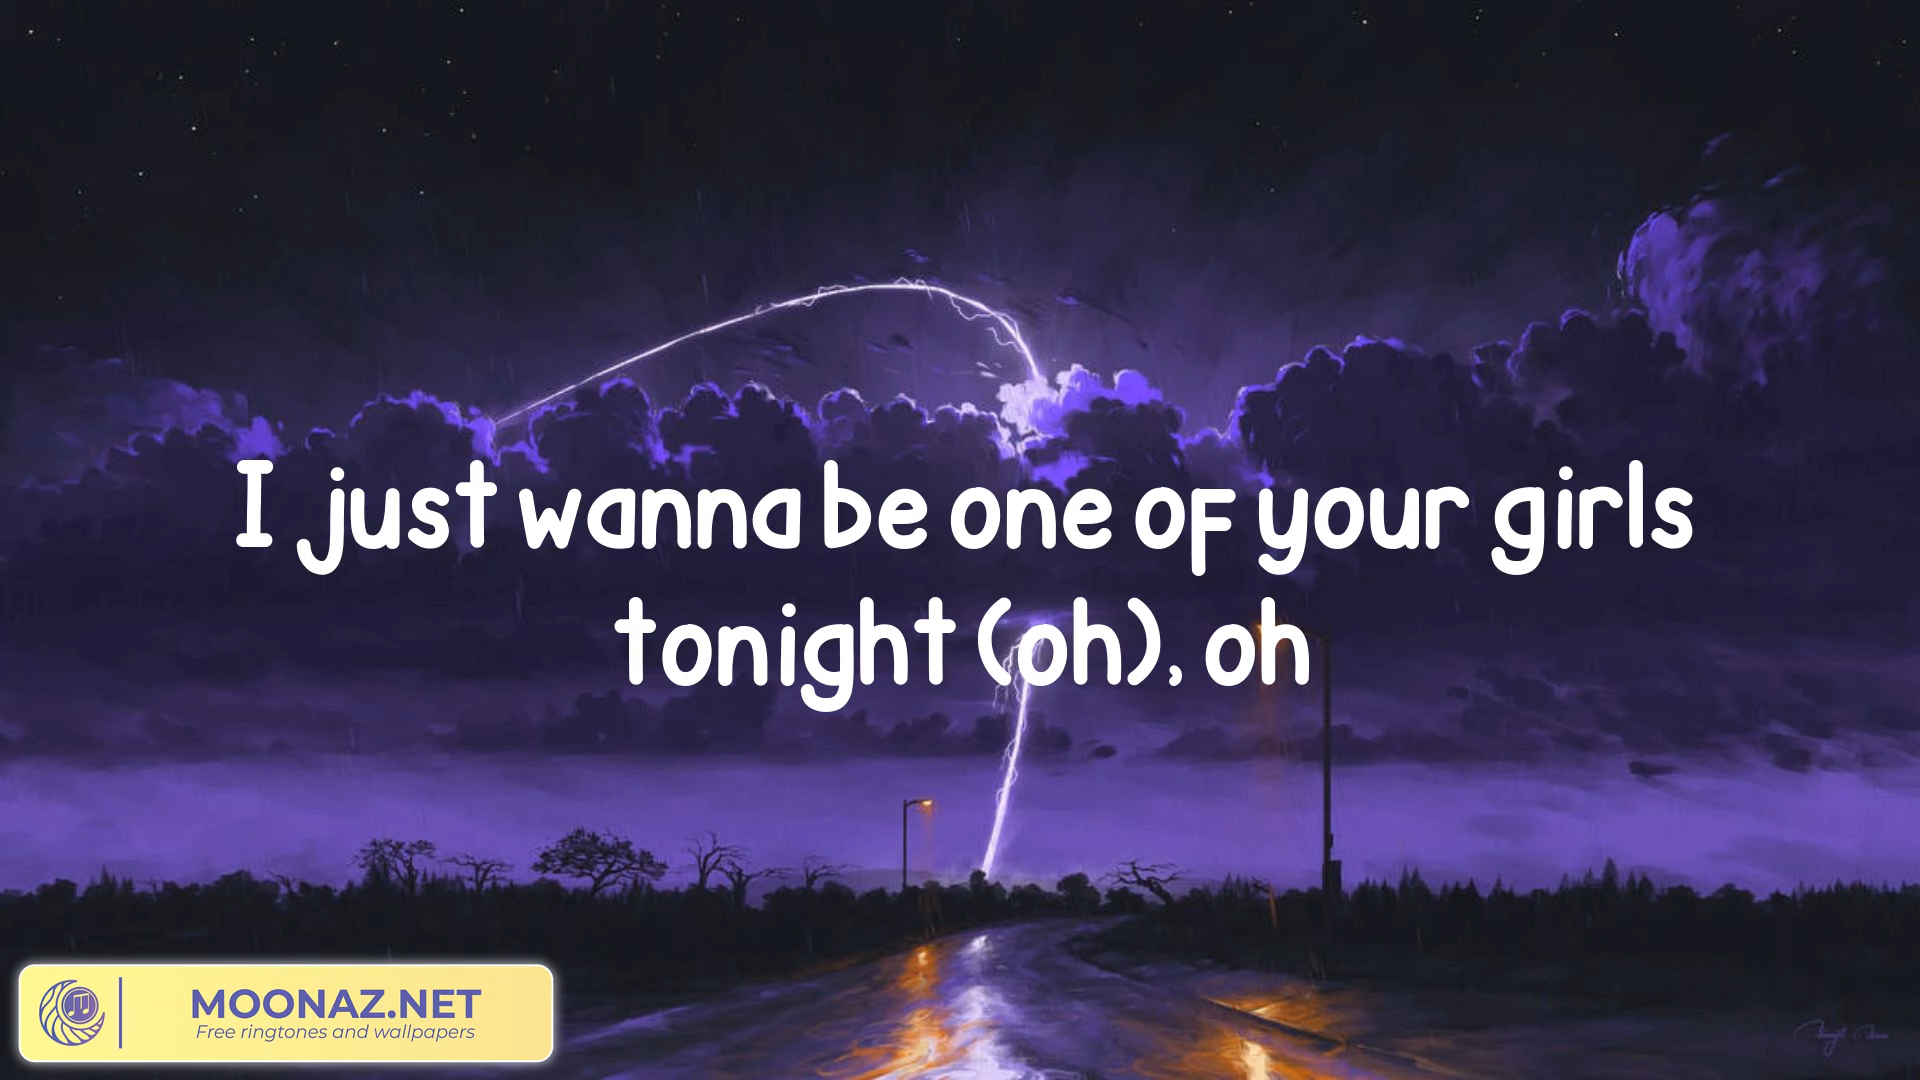 I just wanna be one of your girls
tonight (oh), oh
MOONAZ.NET
Free ringtones and wallpapers